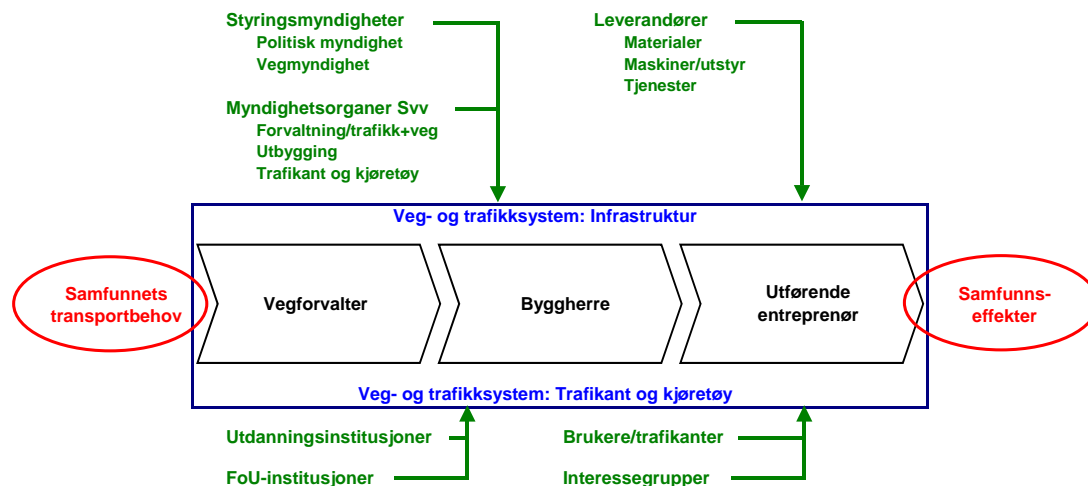 Styringsmyndigheter
Politisk myndighet
Vegmyndighet
Myndighetsorganer Svv
Forvaltning/trafikk+veg
Utbygging
Trafikant og kjøretøy
Leverandører
Materialer
Maskiner/utstyr
Tjenester
Veg- og trafikksystem: Infrastruktur
Samfunnets
transportbehov
Vegforvalter
Byggherre
Utførende
entreprenør
Samfunns-
effekter
Veg- og trafikksystem: Trafikant og kjøretøy
Utdanningsinstitusjoner
FoU-institusjoner
Brukere/trafikanter
Interessegrupper